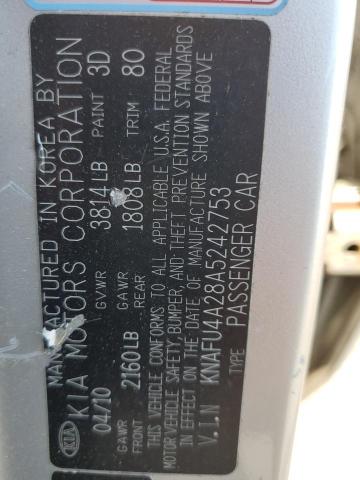 MANUFACTURED IN KOREA BY
KIA KIA MOTORS CORPORATION
04/10 GVWR 3814LB PAINT 3D
GAWR FRONT 2160LB GAWR REAR 1808LB TRIM 80
THIS VEHICLE CONFORMS TO ALL APPLICABLE U.S.A. FEDERAL
MOTOR VEHICLE SAFETY, BUMPER, AND THEFT PREVENTION STANDARDS
IN EFFECT ON THE DATE OF MANUFACTURE SHOWN ABOVE
V.I.N KNAFU4A28A5242753
TYPE PASSENGER CAR